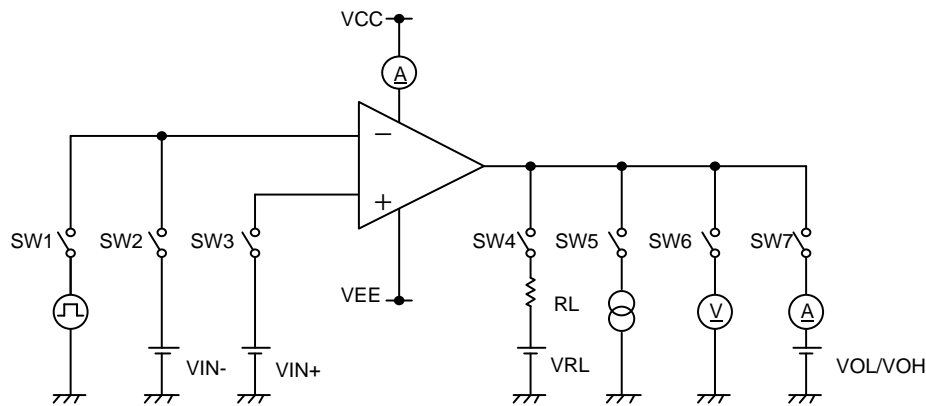 VCC
A
−
+
SW1 SW2 SW3 SW4 SW5 SW6 SW7
VEE
RL
V A
VIN- VIN+ VRL VOL/VOH